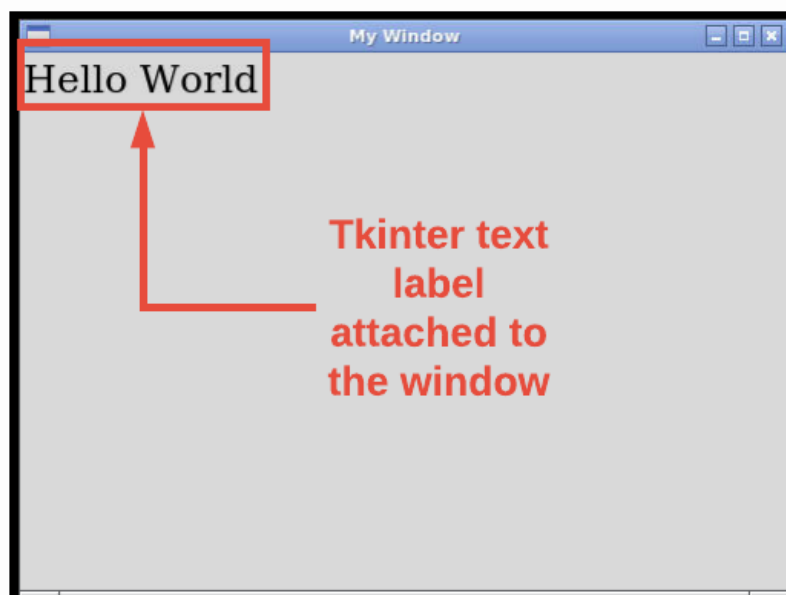 My Window
Hello World
Tkinter text
label
attached to
the window